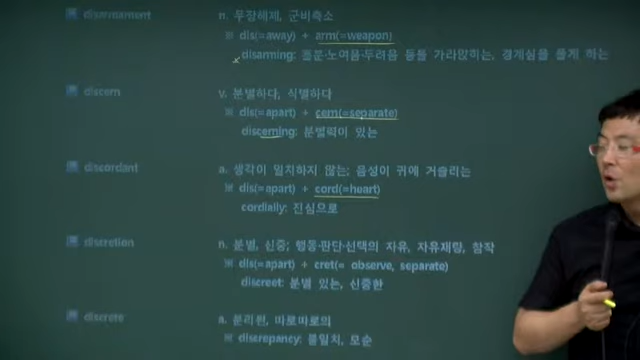 disarmament n. 무장해제, 군비축소
dis(=away) + arm(=weapon)
disarming: 흥분·노여움·두려움 등을 가라앉히는, 경계심을 풀게 하는
discern v. 분별하다, 식별하다
dis(=apart) + cern(=separate)
discerning: 분별력이 있는
discordant a. 생각이 일치하지 않는; 음성이 귀에 거슬리는
dis(=apart) + cord(=heart)
cordially: 진심으로
discretion n. 분별, 신중; 행동·판단·선택의 자유, 자유재량, 참작
dis(=apart) + cret(= observe, separate)
discreet: 분별 있는, 신중한
discrete a. 분리된, 따로따로의
discrepancy: 불일치, 모순